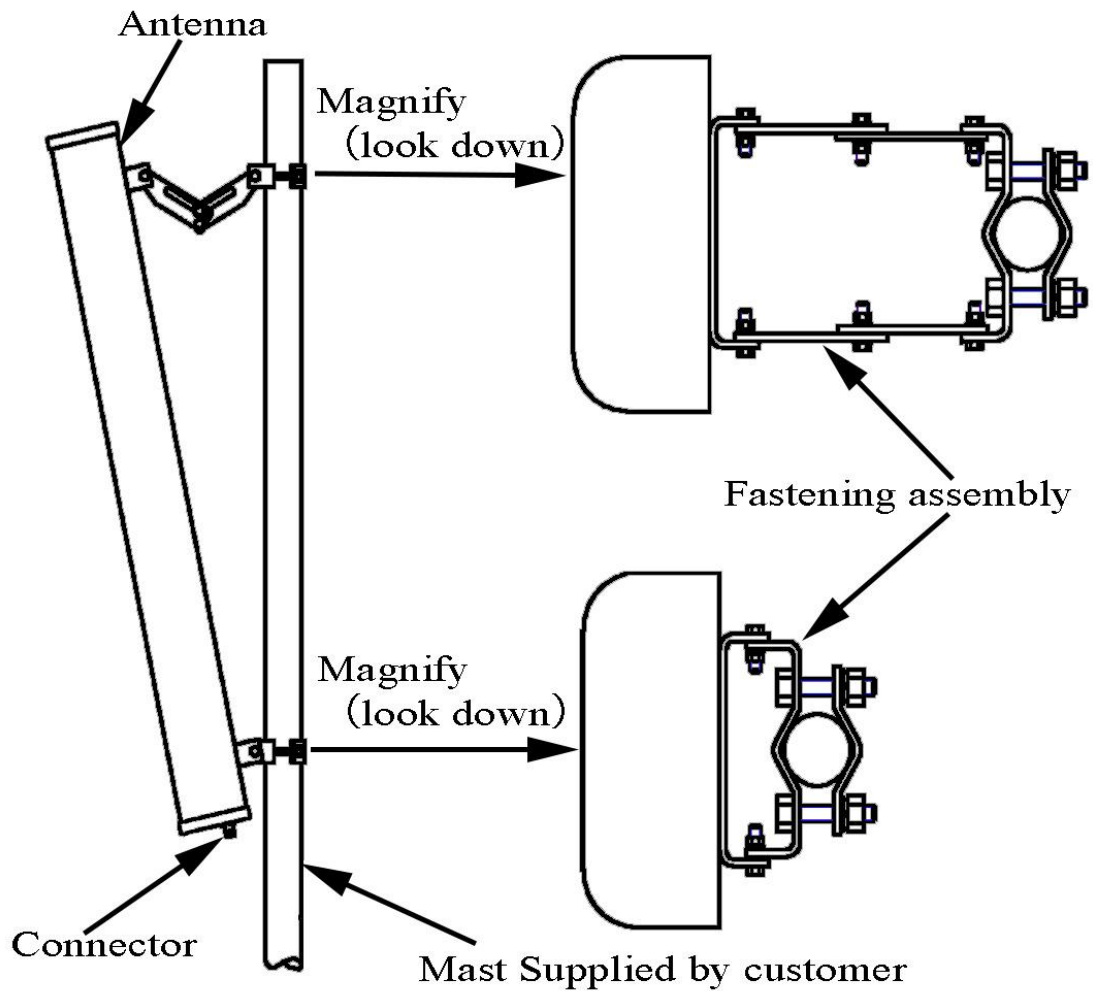 Antenna
Magnify
(look down)
Fastening assembly
Magnify
(look down)
Connector
Mast Supplied by customer